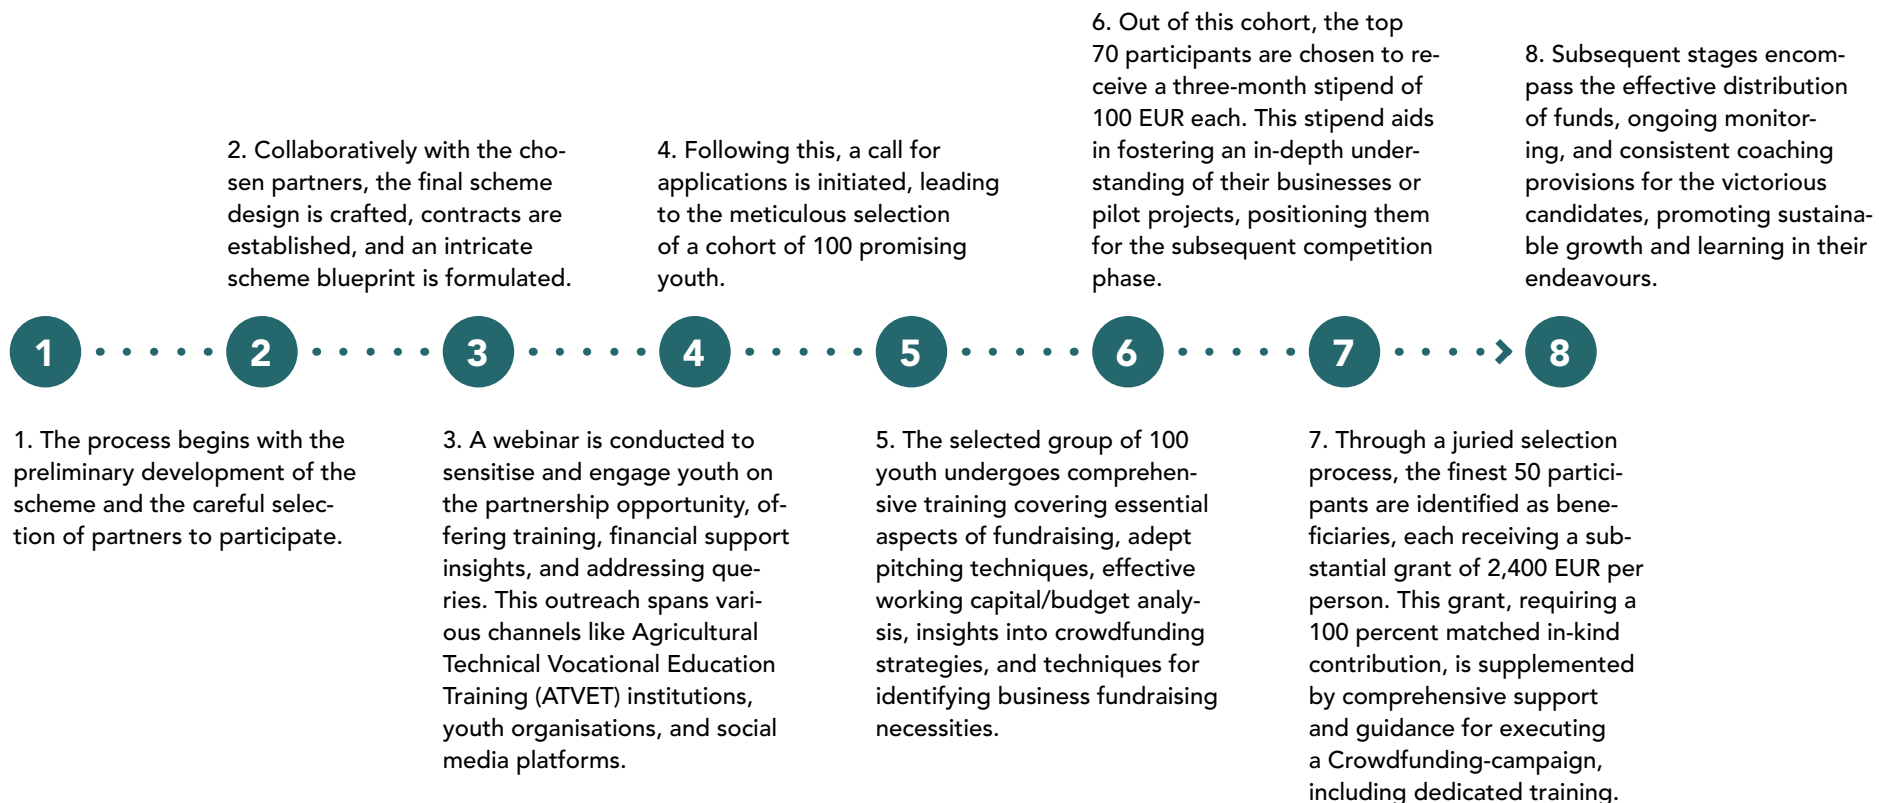 1. The process begins with the
preliminary development of the
scheme and the careful selec-
tion of partners to participate.
2. Collaboratively with the cho-
sen partners, the final scheme
design is crafted, contracts are
established, and an intricate
scheme blueprint is formulated.
3. A webinar is conducted to
sensitise and engage youth on
the partnership opportunity, of-
fering training, financial support
insights, and addressing que-
ries. This outreach spans vari-
ous channels like Agricultural
Technical Vocational Education
Training (ATVET) institutions,
youth organisations, and social
media platforms.
4. Following this, a call for
applications is initiated, leading
to the meticulous selection
of a cohort of 100 promising
youth.
5. The selected group of 100
youth undergoes comprehen-
sive training covering essential
aspects of fundraising, adept
pitching techniques, effective
working capital/budget analy-
sis, insights into crowdfunding
strategies, and techniques for
identifying business fundraising
necessities.
6. Out of this cohort, the top
70 participants are chosen to re-
ceive a three-month stipend of
100 EUR each. This stipend aids
in fostering an in-depth under-
standing of their businesses or
pilot projects, positioning them
for the subsequent competition
phase.
7. Through a juried selection
process, the finest 50 partici-
pants are identified as bene-
ficiaries, each receiving a sub-
stantial grant of 2,400 EUR per
person. This grant, requiring a
100 percent matched in-kind
contribution, is supplemented
by comprehensive support
and guidance for executing
a Crowdfunding-campaign,
including dedicated training.
8. Subsequent stages encom-
pass the effective distribution
of funds, ongoing monitor-
ing, and consistent coaching
provisions for the victorious
candidates, promoting sustaina-
ble growth and learning in their
endeavours.
1
2
3
4
5
6
7
8